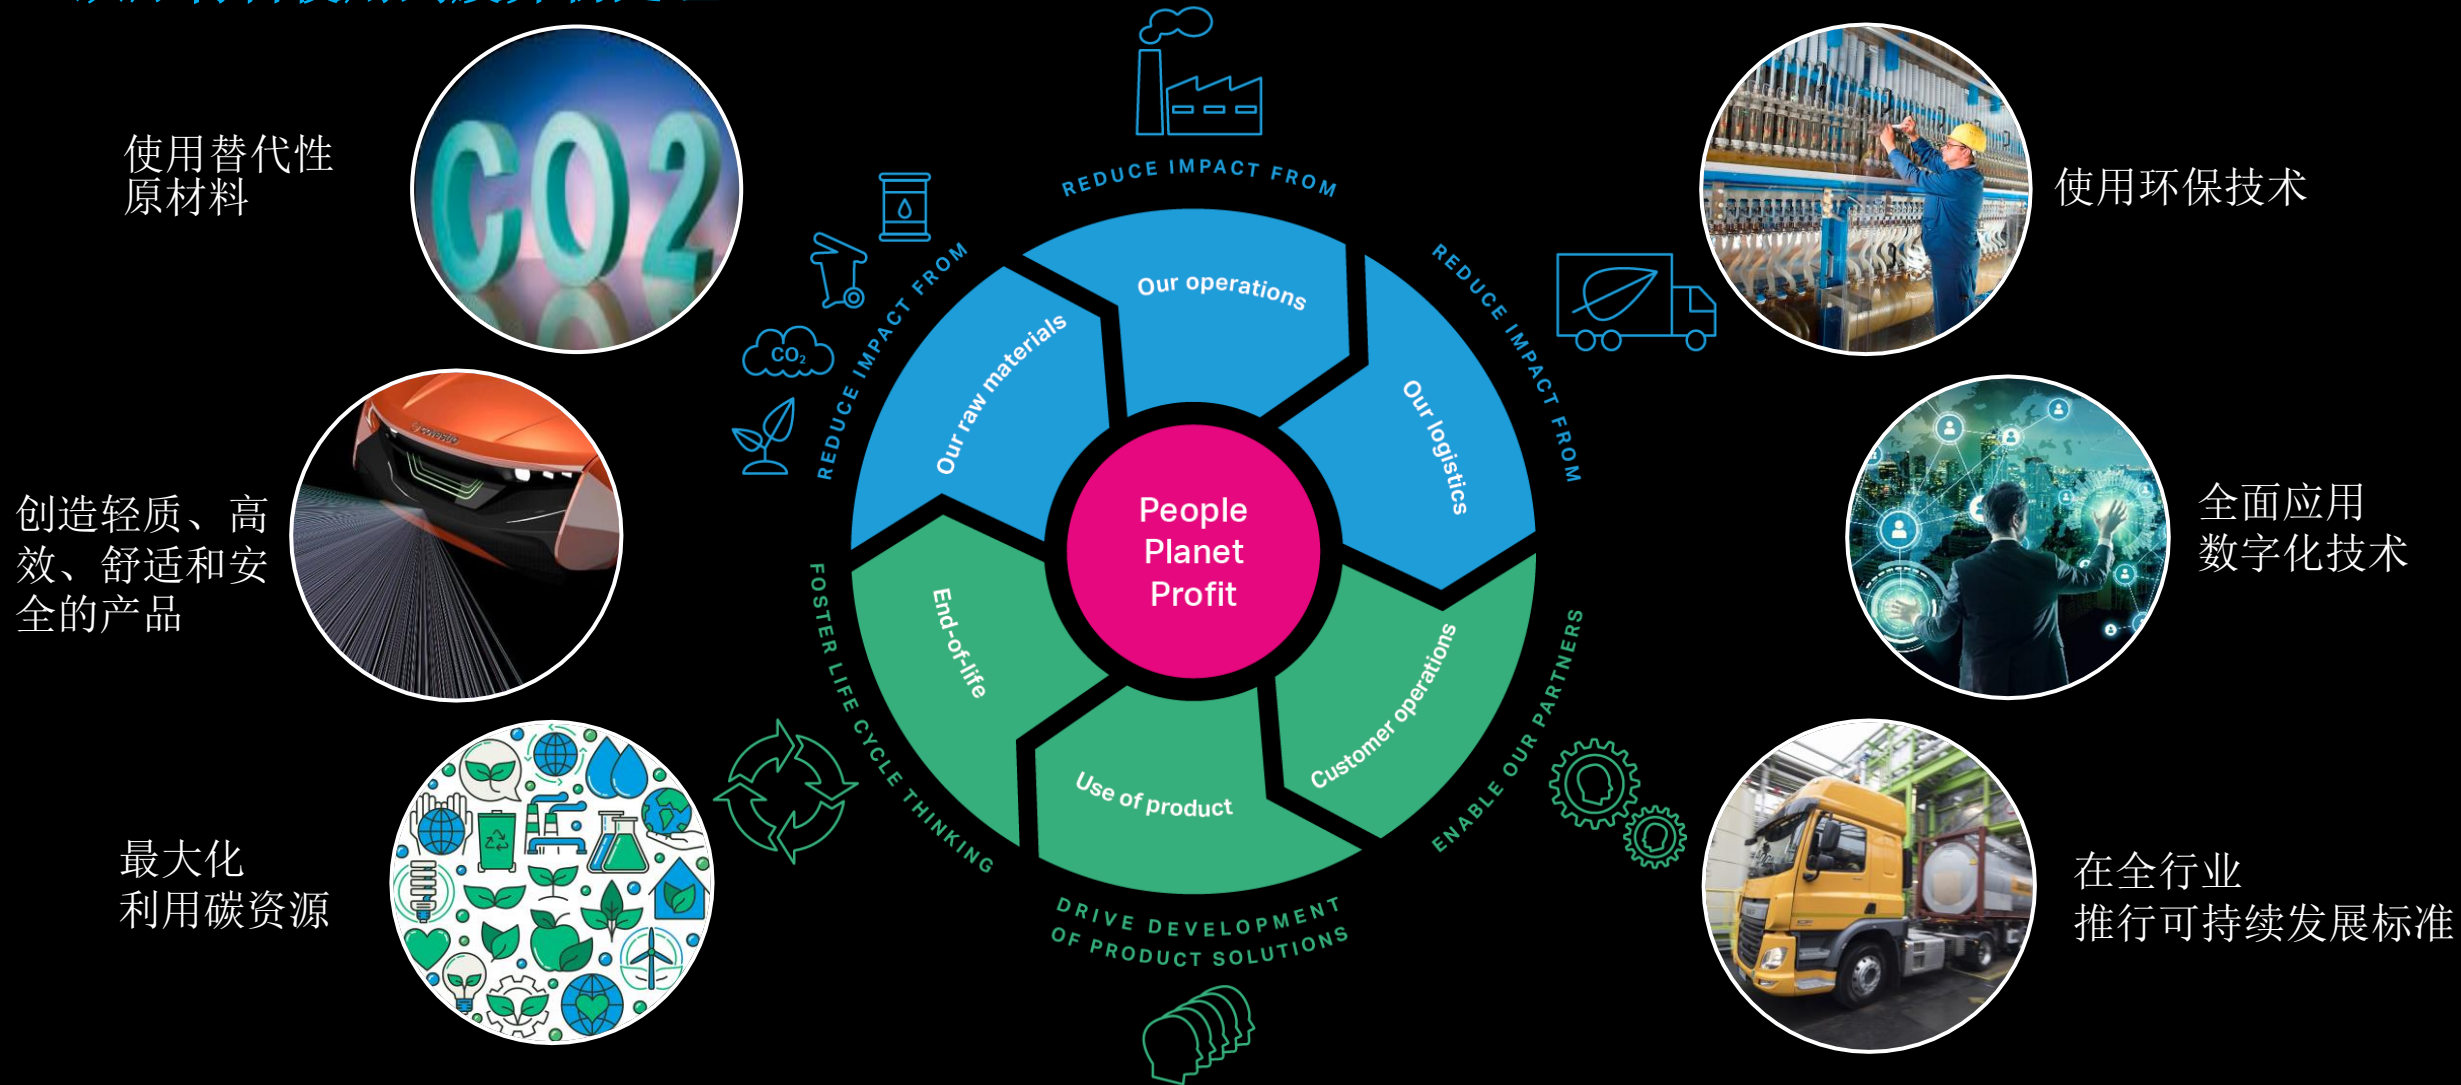 使用替代性
原材料
CO2
创造轻质、高
效、舒适和安
全的产品
最大化
利用碳资源
REDUCE IMPACT FROM
Our operations
REDUCE IMPACT FROM
Our raw materials
CO₂
REDUCE IMPACT FROM
Our logistics
People
Planet
Profit
End-of-life
FOSTER LIFE CYCLE THINKING
Use of product
DRIVE DEVELOPMENT
OF PRODUCT SOLUTIONS
Customer operations
ENABLE OUR PARTNERS
使用环保技术
全面应用
数字化技术
在全行业
推行可持续发展标准